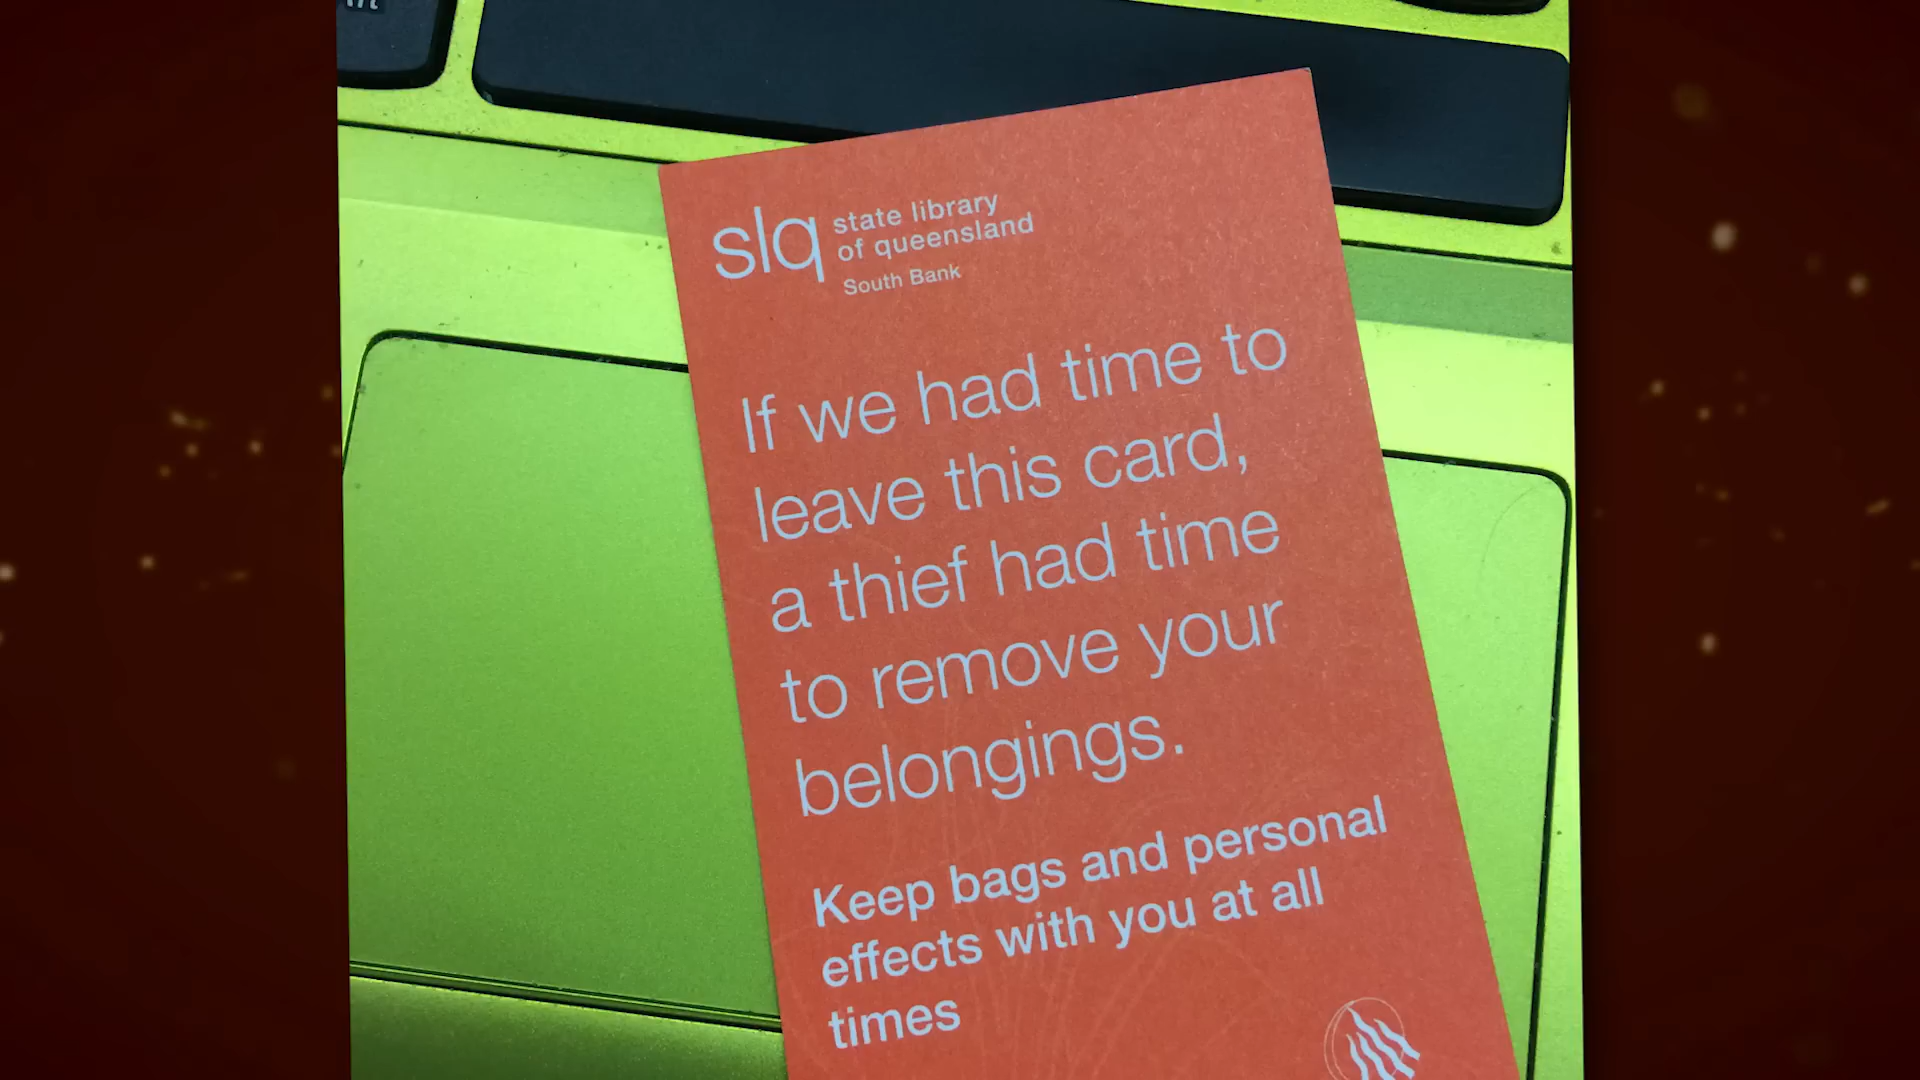 slq state library
of queensland
South Bank
If we had time to
leave this card,
a thief had time
to remove your
belongings.
Keep bags and personal
effects with you at all
times